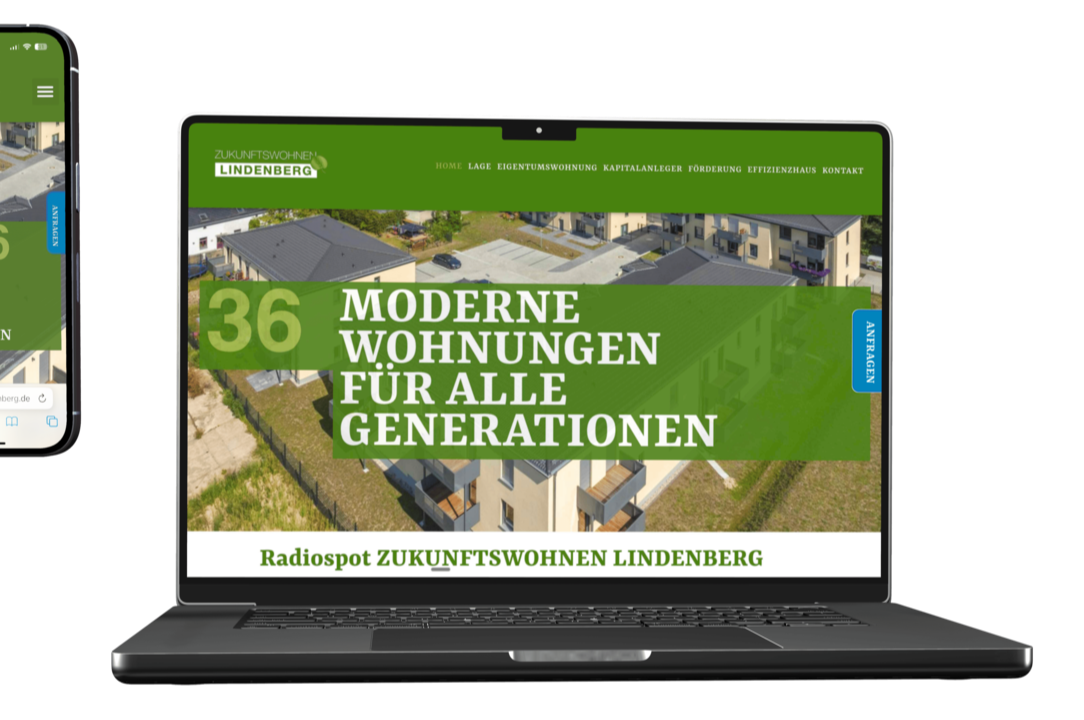 6
ANFRAGEN
N
berg.de
ZUKUNFTSWOHNEN
LINDENBERG
HOME LAGE EIGENTUMSWOHNUNG KAPITALANLEGER FÖRDERUNG EFFIZIENZHAUS KONTAKT
36
MODERNE
WOHNUNGEN
FÜR ALLE
GENERATIONEN
ANFRAGEN
Radiospot ZUKUNFTSWOHNEN LINDENBERG